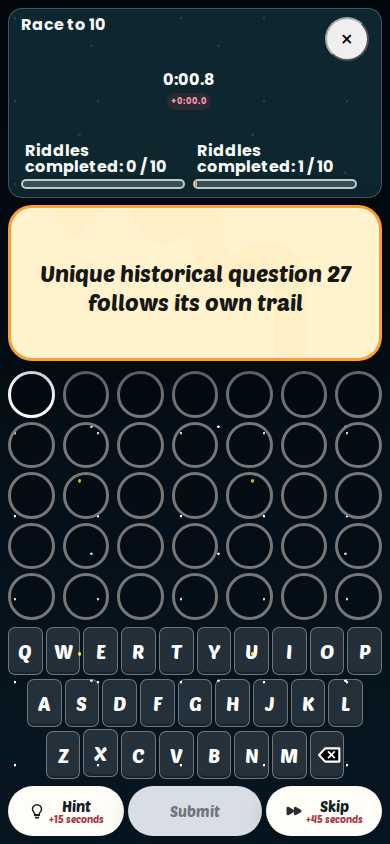 Race to 10
×
0:00.8
+0:00.0
Riddles Riddles
completed: 0 / 10 completed: 1 / 10
Unique historical question 27
follows its own trail
Q W E R T Y U I O P
A S D F G H J K L
Z X C V B N M
Hint
+15 seconds
Submit
Skip
+45 seconds